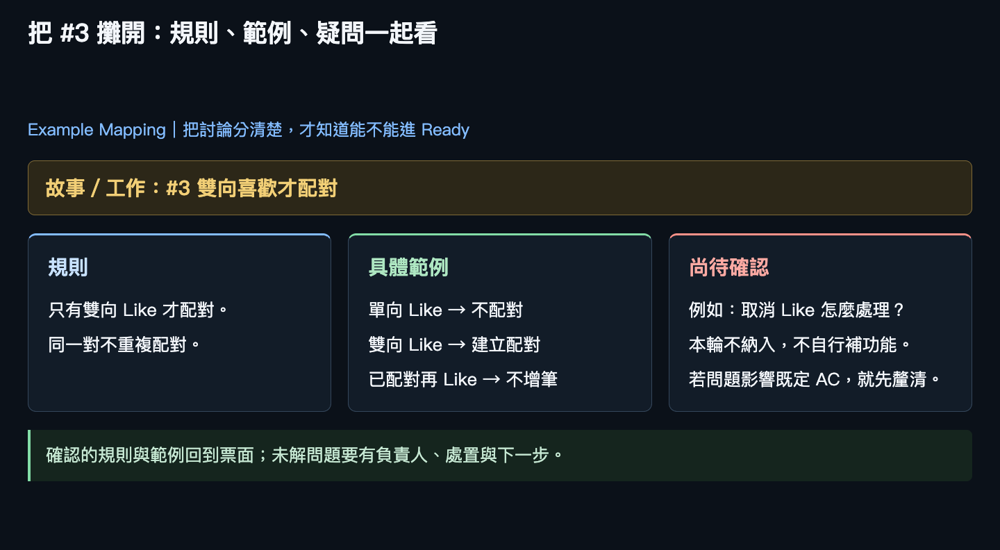 把 #3 攤開：規則、範例、疑問一起看
Example Mapping｜把討論分清楚，才知道能不能進 Ready
故事 / 工作：#3 雙向喜歡才配對
規則
只有雙向 Like 才配對。
同一對不重複配對。
具體範例
單向 Like → 不配對
雙向 Like → 建立配對
已配對再 Like → 不增筆
尚待確認
例如：取消 Like 怎麼處理？
本輪不納入，不自行補功能。
若問題影響既定 AC，就先釐清。
確認的規則與範例回到票面；未解問題要有負責人、處置與下一步。